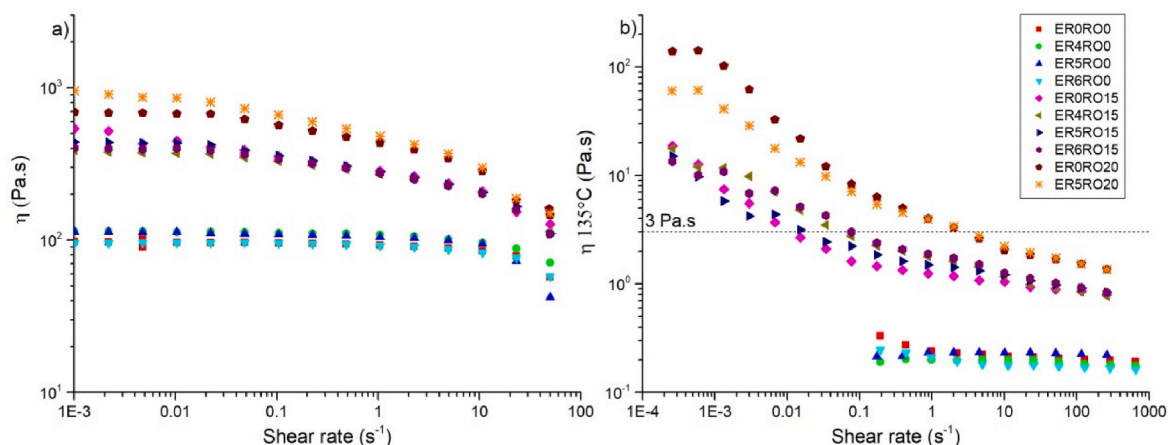 a)
10³
10²
10¹
η (Pa.s)
1E-3 0.01 0.1 1 10 100
Shear rate (s⁻¹)
b)
10²
10¹
10⁰
10⁻¹
η 135°C (Pa.s)
3 Pa.s
1E-4 1E-3 0.01 0.1 1 10 100 1000
Shear rate (s⁻¹)
ER0RO0
ER4RO0
ER5RO0
ER6RO0
ER0RO15
ER4RO15
ER5RO15
ER6RO15
ER0RO20
ER5RO20